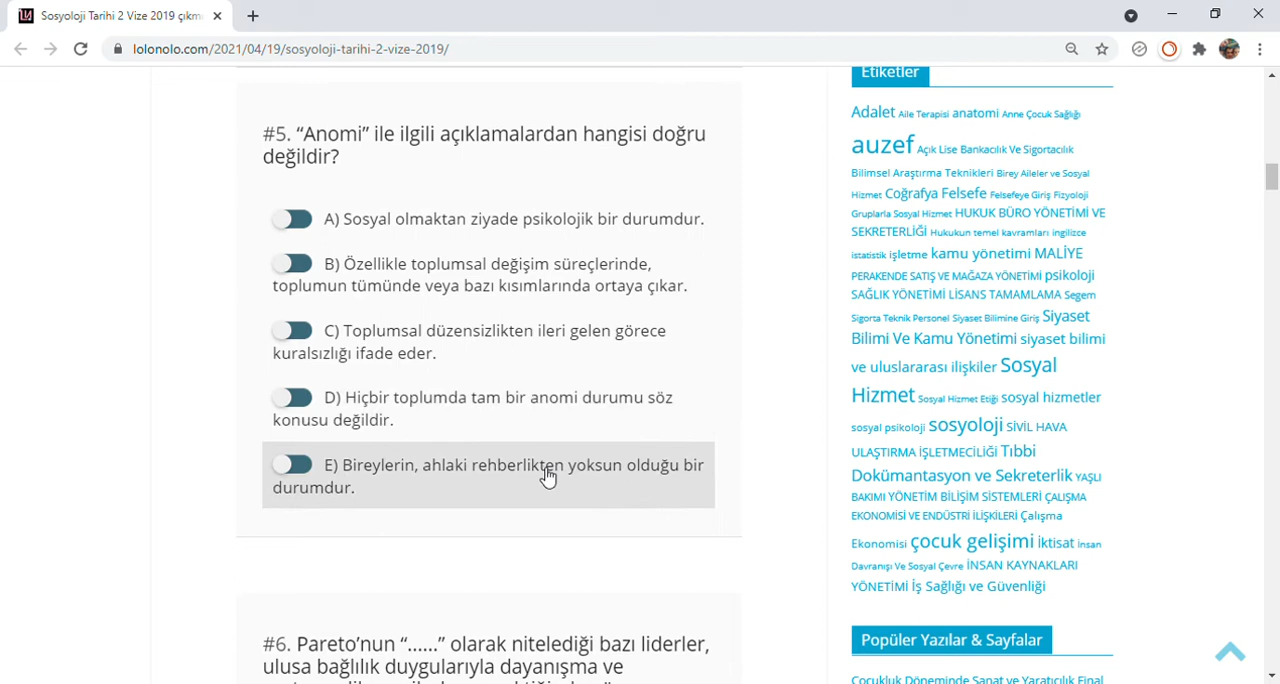 Sosyoloji Tarihi 2 Vize 2019 çıkm
lolonolo.com/2021/04/19/sosyoloji-tarihi-2-vize-2019/
#5. “Anomi” ile ilgili açıklamalardan hangisi doğru
değildir?
A) Sosyal olmaktan ziyade psikolojik bir durumdur.
B) Özellikle toplumsal değişim süreçlerinde,
toplumun tümünde veya bazı kısımlarında ortaya çıkar.
C) Toplumsal düzensizlikten ileri gelen görece
kuralsızlığı ifade eder.
D) Hiçbir toplumda tam bir anomi durumu söz
konusu değildir.
E) Bireylerin, ahlaki rehberlikten yoksun olduğu bir
durumdur.
#6. Pareto’nun “......” olarak nitelediği bazı liderler,
ulusa bağlılık duygularıyla dayanışma ve
Etiketler
Adalet Aile Terapisi anatomi Anne Çocuk Sağlığı
auzef Açık Lise Bankacılık Ve Sigortacılık
Bilimsel Araştırma Teknikleri Birey Aileler ve Sosyal
Hizmet Coğrafya Felsefe Felsefeye Giriş Fizyoloji
Gruplarla Sosyal Hizmet HUKUK BÜRO YÖNETİMİ VE
SEKRETERLİĞİ Hukukun temel kavramları ingilizce
istatistik işletme kamu yönetimi MALİYE
PERAKENDE SATIŞ VE MAĞAZA YÖNETİMİ psikoloji
SAĞLIK YÖNETİMİ LİSANS TAMAMLAMA Segem
Sigorta Teknik Personel Siyaset Bilimine Giriş Siyaset
Bilimi Ve Kamu Yönetimi siyaset bilimi
ve uluslararası ilişkiler Sosyal
Hizmet Sosyal Hizmet Etiği sosyal hizmetler
sosyal psikoloji sosyoloji SİVİL HAVA
ULAŞTIRMA İŞLETMECİLİĞİ Tıbbi
Dokümantasyon ve Sekreterlik YAŞLI
BAKIMI YÖNETİM BİLİŞİM SİSTEMLERİ ÇALIŞMA
EKONOMİSİ VE ENDÜSTRİ İLİŞKİLERİ Çalışma
Ekonomisi çocuk gelişimi İktisat İnsan
Davranışı Ve Sosyal Çevre İNSAN KAYNAKLARI
YÖNETİMİ İş Sağlığı ve Güvenliği
Popüler Yazılar & Sayfalar
Çocukluk Döneminde Sanat ve Yaratıcılık Final